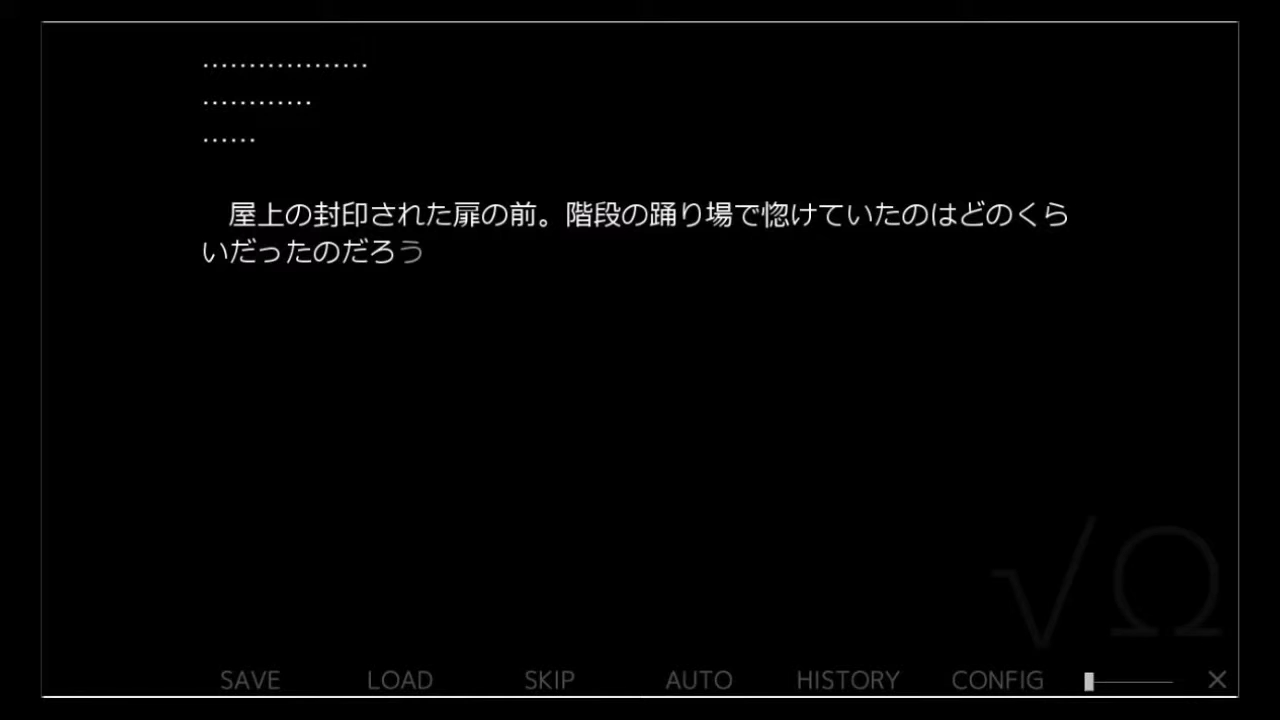 ………………
…………
……
　屋上の封印された扉の前。階段の踊り場で惚けていたのはどのくら
いだったのだろう
√Ω
SAVE LOAD SKIP AUTO HISTORY CONFIG ×